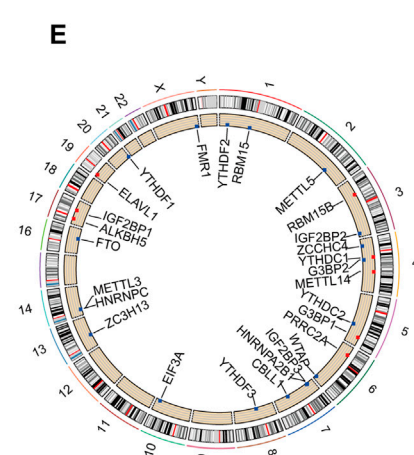 E
1
2
3
4
5
6
7
8
10
11
12
13
14
16
17
18
19
20
21
22
X
Y
FMR1
YTHDF2
RBM15
METTL5
RBM15B
IGF2BP2
ZCCHC4
YTHDC1
G3BP2
METTL14
YTHDC2
G3BP1
PRRC2A
WTAP
IGF2BP3
HNRNPA2B1
CBLL1
YTHDF3
EIF3A
ZC3H13
HNRNPC
METTL3
FTO
ALKBH5
IGF2BP1
ELAVL1
YTHDF1